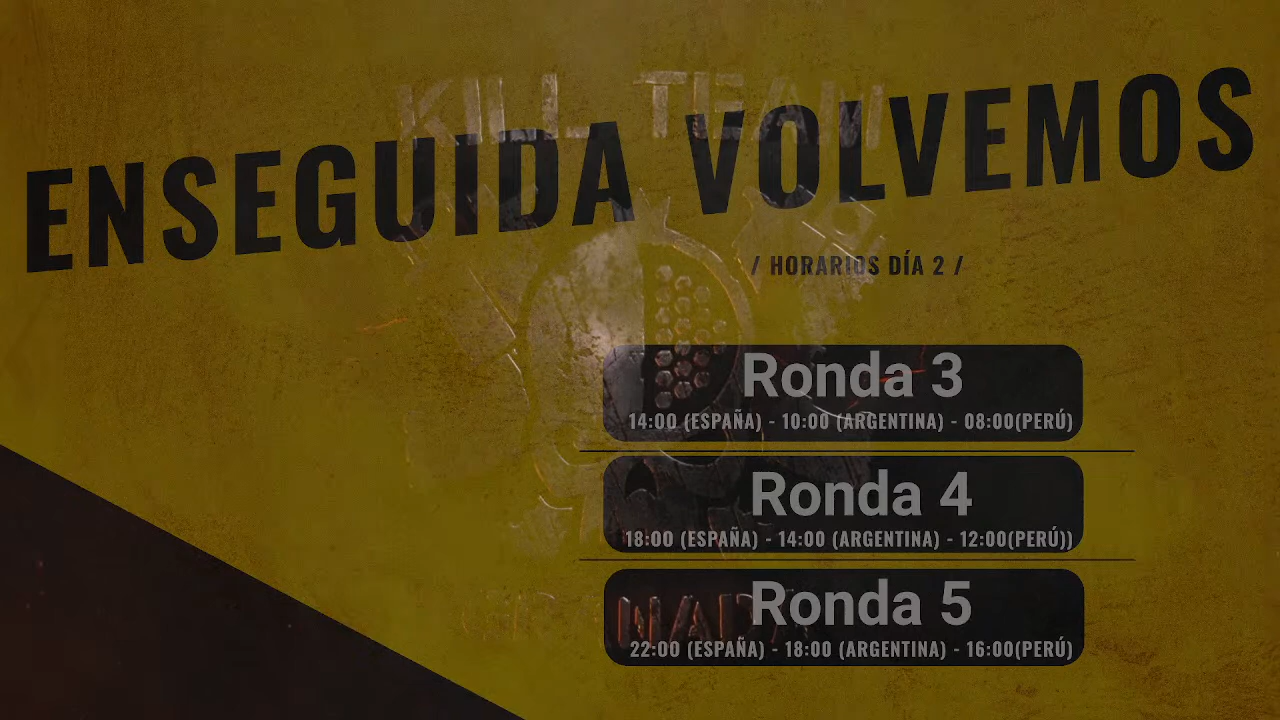 KILL TEAM
ENSEGUIDA VOLVEMOS
/ HORARIOS DÍA 2 /
Ronda 3
14:00 (ESPAÑA) - 10:00 (ARGENTINA) - 08:00(PERÚ)
Ronda 4
18:00 (ESPAÑA) - 14:00 (ARGENTINA) - 12:00(PERÚ))
Ronda 5
22:00 (ESPAÑA) - 18:00 (ARGENTINA) - 16:00(PERÚ)